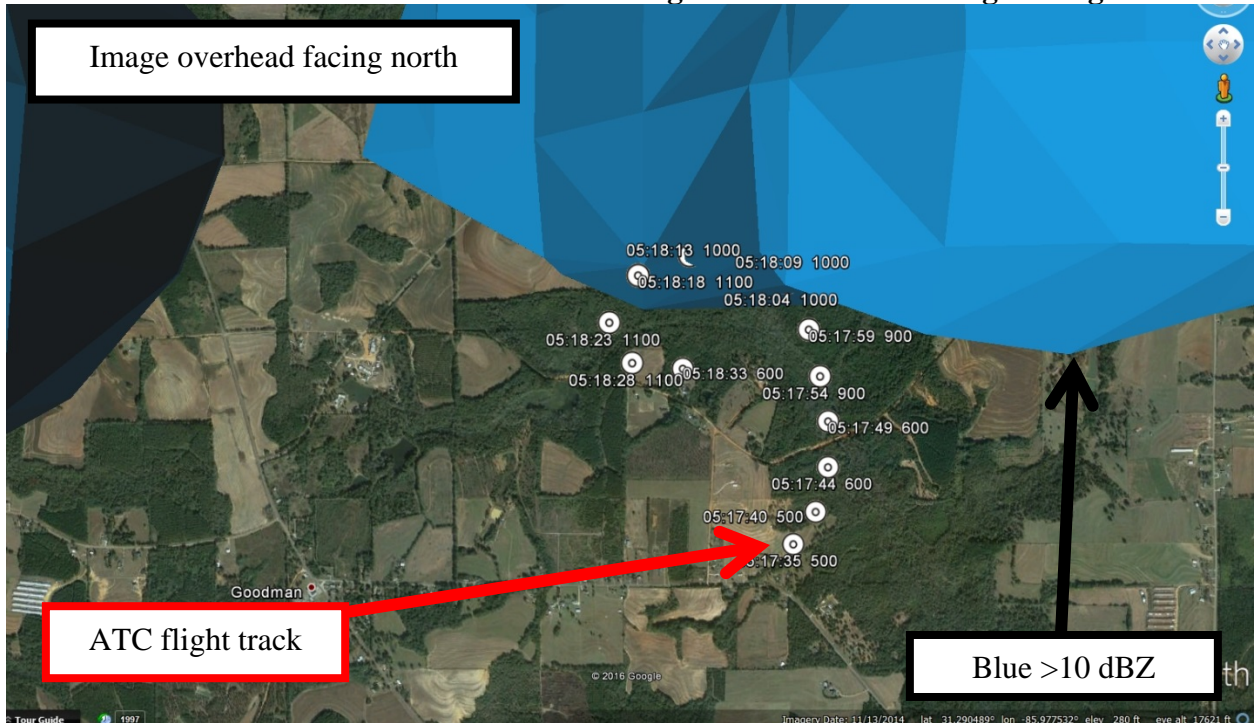 Image overhead facing north
05:18:13 1000
05:18:09 1000
05:18:18 1100
05:18:04 1000
05:18:23 1100
05:17:59 900
05:18:28 1100
05:18:33 600
05:17:54 900
05:17:49 600
05:17:44 600
05:17:40 500
17:35 500
Goodman
ATC flight track
Blue >10 dBZ
© 2016 Google
Tour Guide
1997
Imagery Date: 11/13/2014 lat 31.290489° lon -85.977532° elev 280 ft eye alt 17621 ft